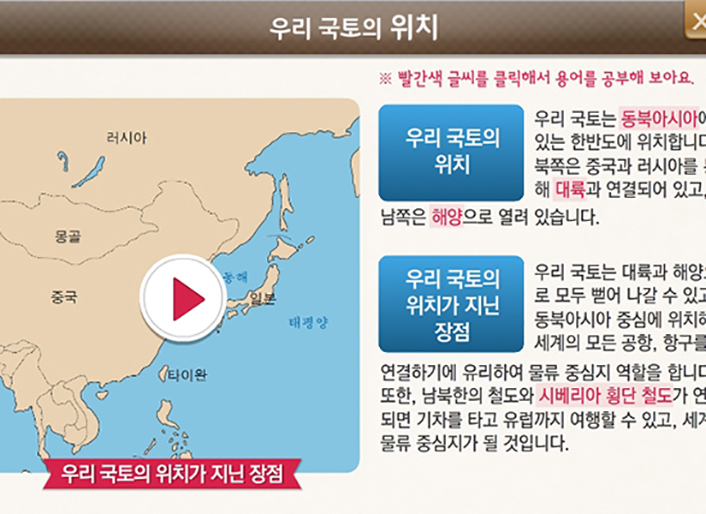 우리 국토의 위치
※ 빨간색 글씨를 클릭해서 용어를 공부해 보아요.
러시아
몽골
중국
동해
일본
태평양
타이완
우리 국토의 위치가 지닌 장점
우리 국토의
위치
우리 국토는 동북아시아에
있는 한반도에 위치합니다
북쪽은 중국과 러시아를
해 대륙과 연결되어 있고,
남쪽은 해양으로 열려 있습니다.
우리 국토의
위치가 지닌
장점
우리 국토는 대륙과 해양으
로 모두 뻗어 나갈 수 있고
동북아시아 중심에 위치해
세계의 모든 공항, 항구를
연결하기에 유리하여 물류 중심지 역할을 합니다
또한, 남북한의 철도와 시베리아 횡단 철도가 연
되면 기차를 타고 유럽까지 여행할 수 있고, 세계
물류 중심지가 될 것입니다.